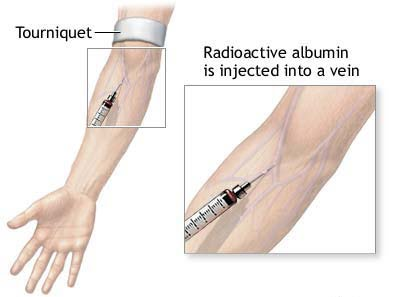 Tourniquet
Radioactive albumin
is injected into a vein